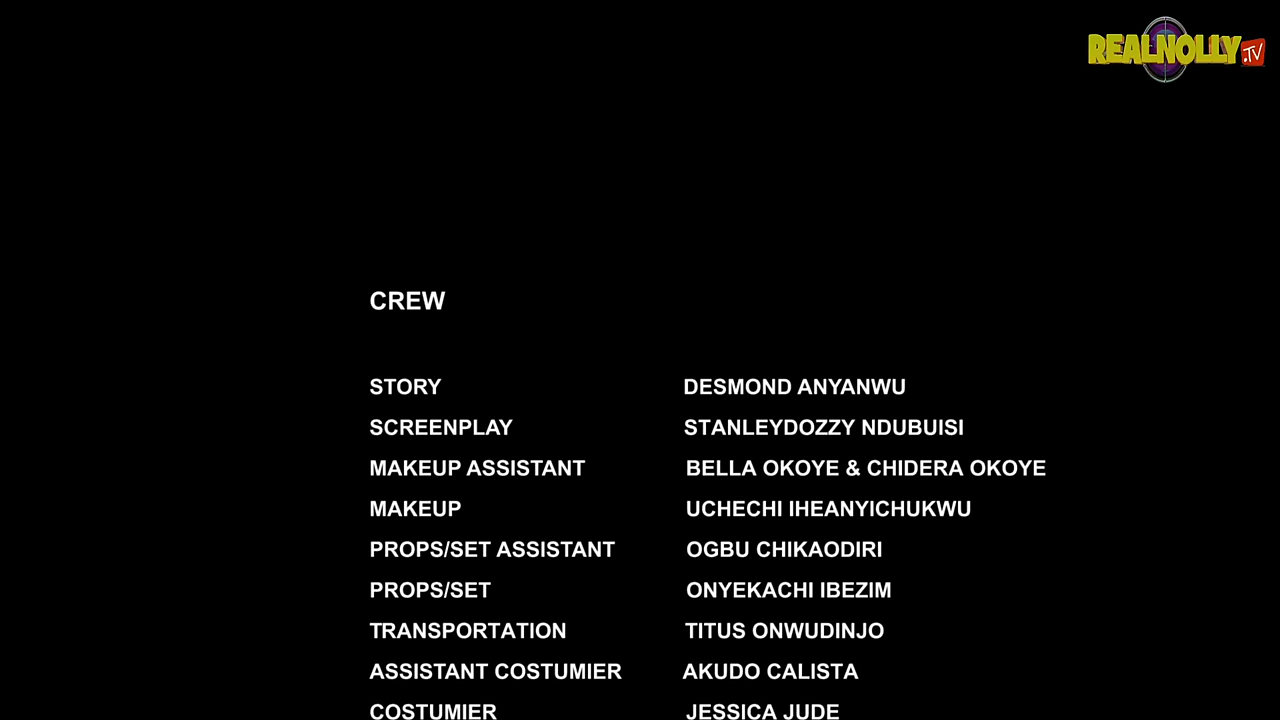 REALNOLLY.TV
CREW
STORY DESMOND ANYANWU
SCREENPLAY STANLEYDOZZY NDUBUISI
MAKEUP ASSISTANT BELLA OKOYE & CHIDERA OKOYE
MAKEUP UCHECHI IHEANYICHUKWU
PROPS/SET ASSISTANT OGBU CHIKAODIRI
PROPS/SET ONYEKACHI IBEZIM
TRANSPORTATION TITUS ONWUDINJO
ASSISTANT COSTUMIER AKUDO CALISTA
COSTUMIER JESSICA JUDE